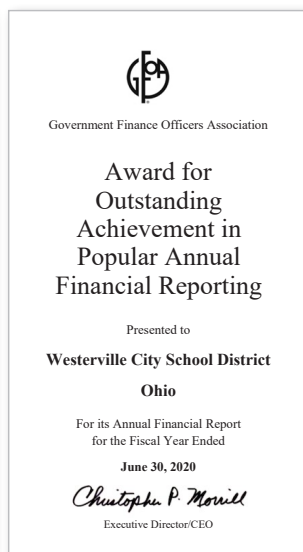 GFOA
Government Finance Officers Association
Award for
Outstanding
Achievement in
Popular Annual
Financial Reporting
Presented to
Westerville City School District
Ohio
For its Annual Financial Report
for the Fiscal Year Ended
June 30, 2020
Christopher P. Morrill
Executive Director/CEO